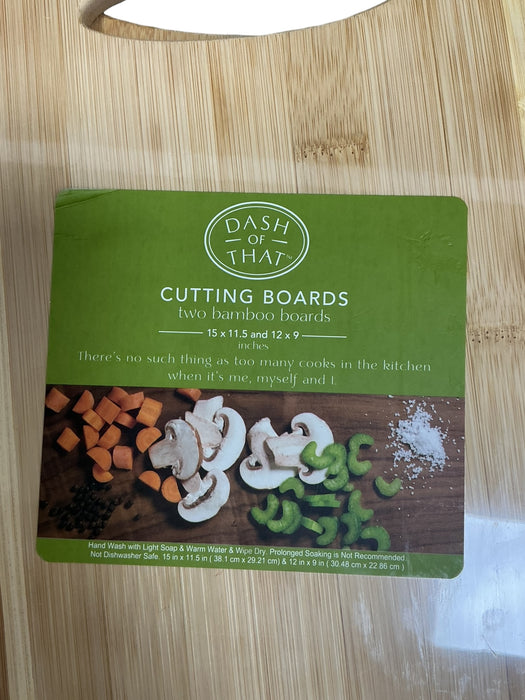 DASH
OF
THAT™
CUTTING BOARDS
two bamboo boards
15 x 11.5 and 12 x 9
inches
There's no such thing as too many cooks in the kitchen
when it's me, myself and I.
Hand Wash with Light Soap & Warm Water & Wipe Dry. Prolonged Soaking is Not Recommended
Not Dishwasher Safe. 15 in x 11.5 in ( 38.1 cm x 29.21 cm) & 12 in x 9 in ( 30.48 cm x 22.86 cm )